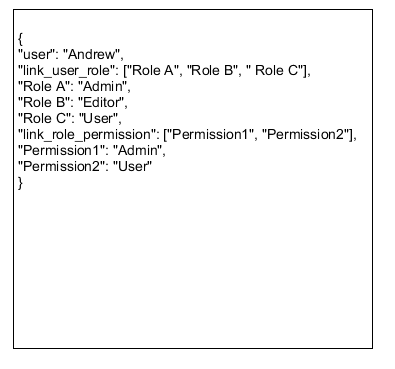 {
"user": "Andrew",
"link_user_role": ["Role A", "Role B", " Role C"],
"Role A": "Admin",
"Role B": "Editor",
"Role C": "User",
"link_role_permission": ["Permission1", "Permission2"],
"Permission1": "Admin",
"Permission2": "User"
}